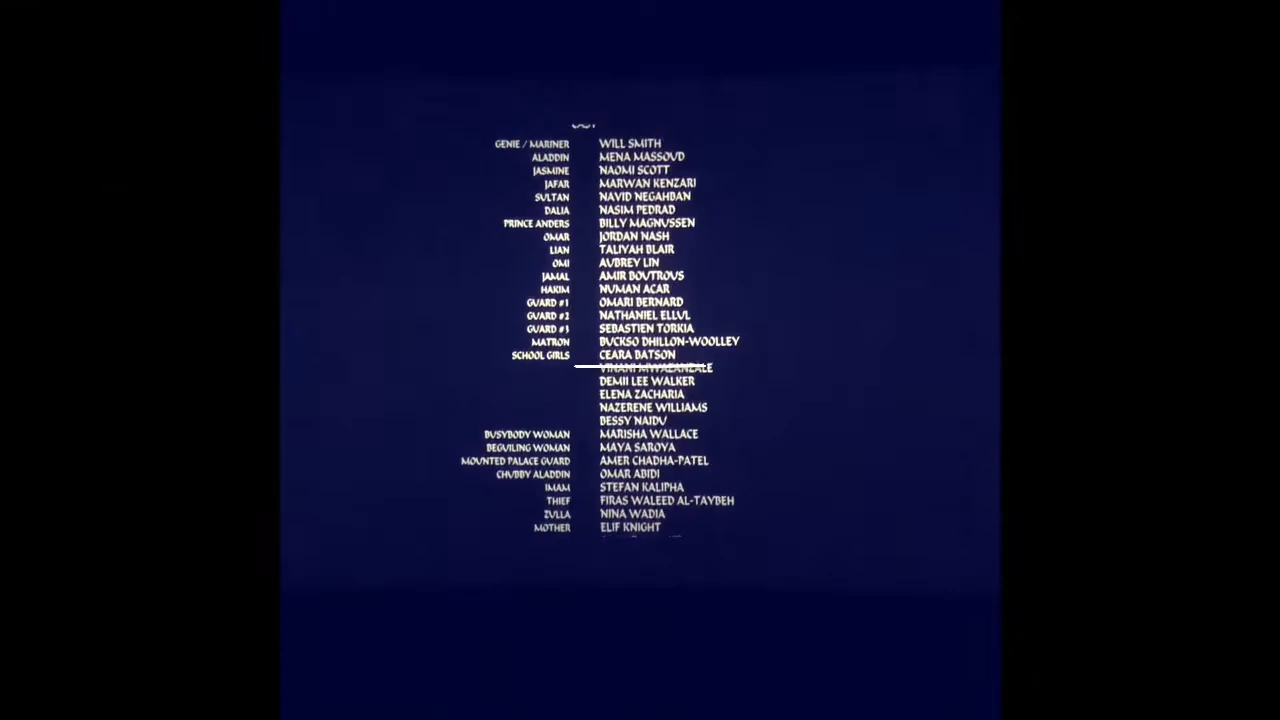 GENIE / MARINER WILL SMITH
ALADDIN MENA MASSOUD
JASMINE NAOMI SCOTT
JAFAR MARWAN KENZARI
SULTAN NAVID NEGAHBAN
DALIA NASIM PEDRAD
PRINCE ANDERS BILLY MAGNUSSEN
OMAR JORDAN NASH
LIAN TALIYAH BLAIR
OMI AUBREY LIN
JAMAL AMIR BOUTROUS
HAKIM NUMAN ACAR
GUARD #1 OMARI BERNARD
GUARD #2 NATHANIEL ELLUL
GUARD #3 SEBASTIEN TORKIA
MATRON BUCKSO DHILLON-WOOLLEY
SCHOOL GIRLS CEARA BATSON
DEMII LEE WALKER
ELENA ZACHARIA
NAZERENE WILLIAMS
BESSY NAIDU
BUSYBODY WOMAN MARISHA WALLACE
BEGUILING WOMAN MAYA SAROYA
MOUNTED PALACE GUARD AMER CHADHA-PATEL
CHUBBY ALADDIN OMAR ABIDI
IMAM STEFAN KALIPHA
THIEF FIRAS WALEED AL-TAYBEH
ZULLA NINA WADIA
MOTHER ELIF KNIGHT